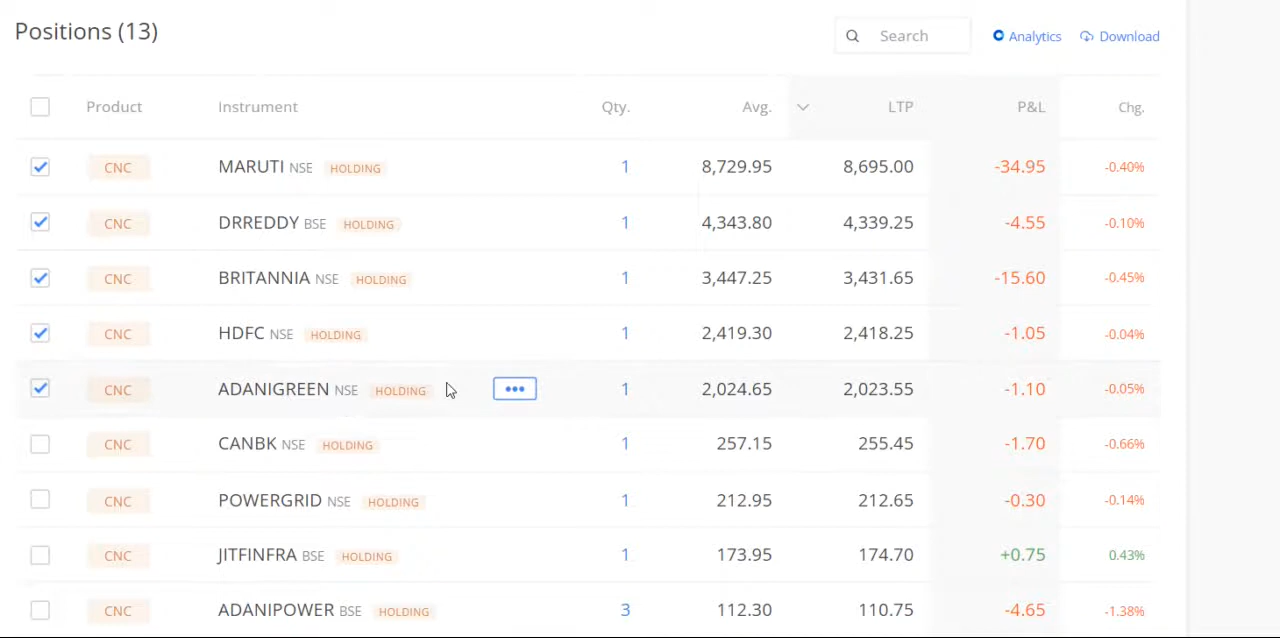 Positions (13)
Search
Analytics
Download
Product Instrument Qty. Avg. LTP P&L Chg.
CNC MARUTI NSE HOLDING 1 8,729.95 8,695.00 -34.95 -0.40%
CNC DRREDDY BSE HOLDING 1 4,343.80 4,339.25 -4.55 -0.10%
CNC BRITANNIA NSE HOLDING 1 3,447.25 3,431.65 -15.60 -0.45%
CNC HDFC NSE HOLDING 1 2,419.30 2,418.25 -1.05 -0.04%
CNC ADANIGREEN NSE HOLDING 1 2,024.65 2,023.55 -1.10 -0.05%
CNC CANBK NSE HOLDING 1 257.15 255.45 -1.70 -0.66%
CNC POWERGRID NSE HOLDING 1 212.95 212.65 -0.30 -0.14%
CNC JITFINFRA BSE HOLDING 1 173.95 174.70 +0.75 0.43%
CNC ADANIPOWER BSE HOLDING 3 112.30 110.75 -4.65 -1.38%